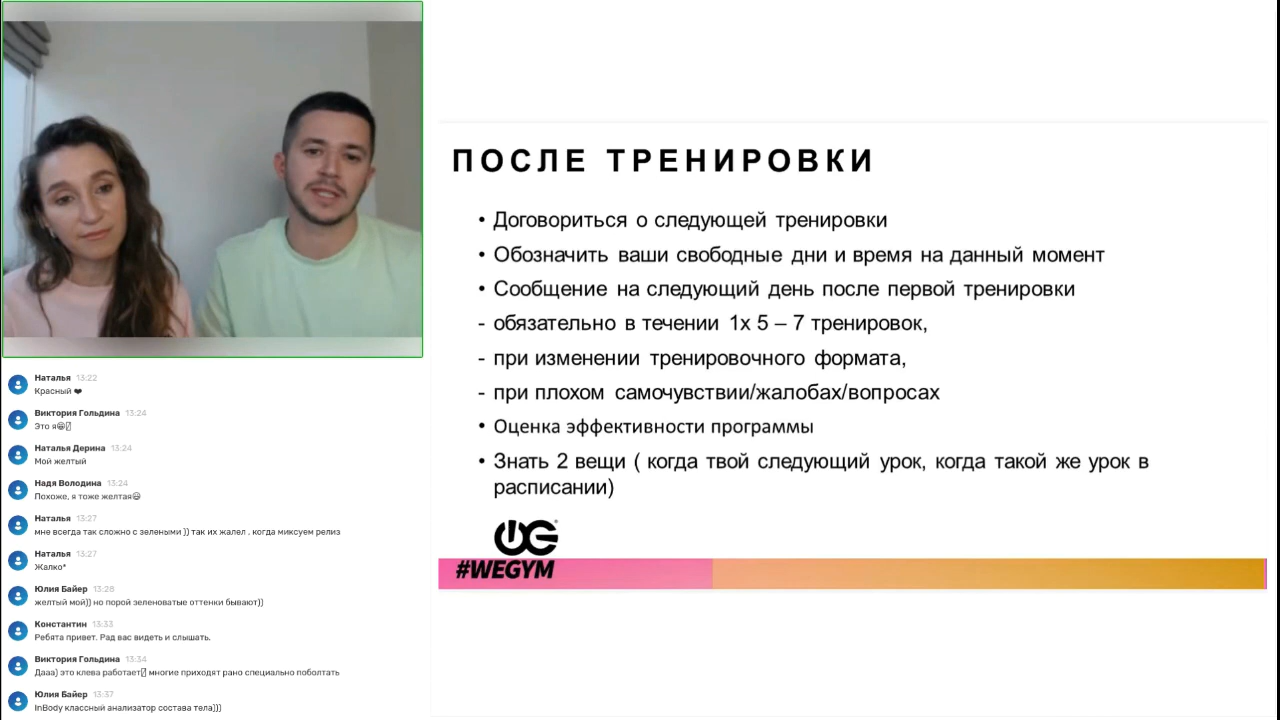 Наталья 13:22
Красный ❤
Виктория Гольдина 13:24
Это я😁
Наталья Дерина 13:24
Мой желтый
Надя Володина 13:24
Похоже, я тоже желтая😃
Наталья 13:27
мне всегда так сложно с зелеными )) так их жалел , когда миксуем релиз
Наталья 13:27
Жалко*
Юлия Байер 13:28
желтый мой)) но порой зеленоватые оттенки бывают))
Константин 13:33
Ребята привет. Рад вас видеть и слышать.
Виктория Гольдина 13:34
Дааа) это клева работает многие приходят рано специально поболтать
Юлия Байер 13:37
InBody классный анализатор состава тела)))
ПОСЛЕ ТРЕНИРОВКИ
• Договориться о следующей тренировки
• Обозначить ваши свободные дни и время на данный момент
• Сообщение на следующий день после первой тренировки
- обязательно в течении 1х 5 – 7 тренировок,
- при изменении тренировочного формата,
- при плохом самочувствии/жалобах/вопросах
• Оценка эффективности программы
• Знать 2 вещи ( когда твой следующий урок, когда такой же урок в
расписании)
WG
#WEGYM